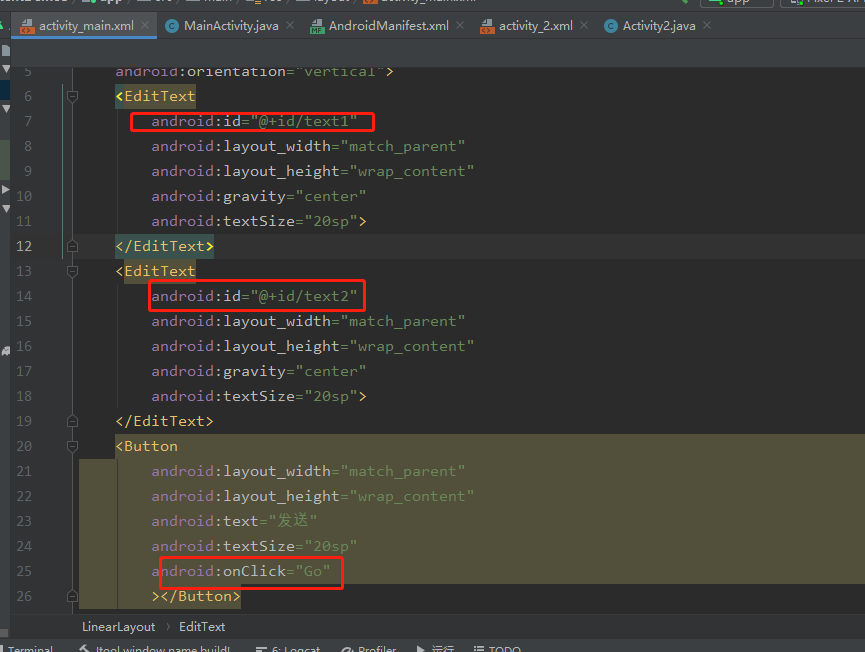 activity_main.xml MainActivity.java AndroidManifest.xml activity_2.xml Activity2.java
5 android:orientation="vertical">
6 <EditText
7 android:id="@+id/text1"
8 android:layout_width="match_parent"
9 android:layout_height="wrap_content"
10 android:gravity="center"
11 android:textSize="20sp">
12 </EditText>
13 <EditText
14 android:id="@+id/text2"
15 android:layout_width="match_parent"
16 android:layout_height="wrap_content"
17 android:gravity="center"
18 android:textSize="20sp">
19 </EditText>
20 <Button
21 android:layout_width="match_parent"
22 android:layout_height="wrap_content"
23 android:text="发送"
24 android:textSize="20sp"
25 android:onClick="Go"
26 ></Button>
LinearLayout EditText
Terminal 6: Logcat Profiler 运行 TODO